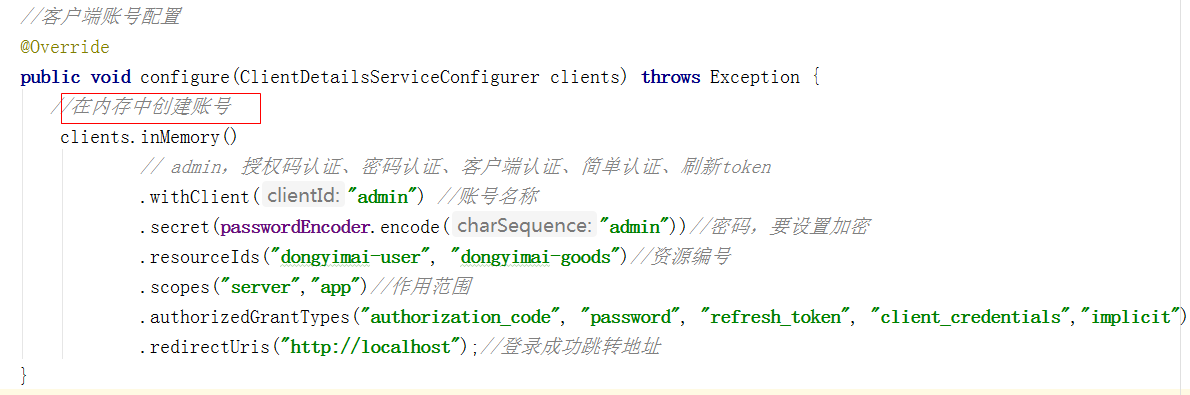 //客户端账号配置
@Override
public void configure(ClientDetailsServiceConfigurer clients) throws Exception {
//在内存中创建账号
clients.inMemory()
// admin，授权码认证、密码认证、客户端认证、简单认证、刷新token
.withClient( clientId: "admin") //账号名称
.secret(passwordEncoder.encode( charSequence: "admin"))//密码，要设置加密
.resourceIds("dongyimai-user", "dongyimai-goods")//资源编号
.scopes("server","app")//作用范围
.authorizedGrantTypes("authorization_code", "password", "refresh_token", "client_credentials","implicit")
.redirectUris("http://localhost");//登录成功跳转地址
}